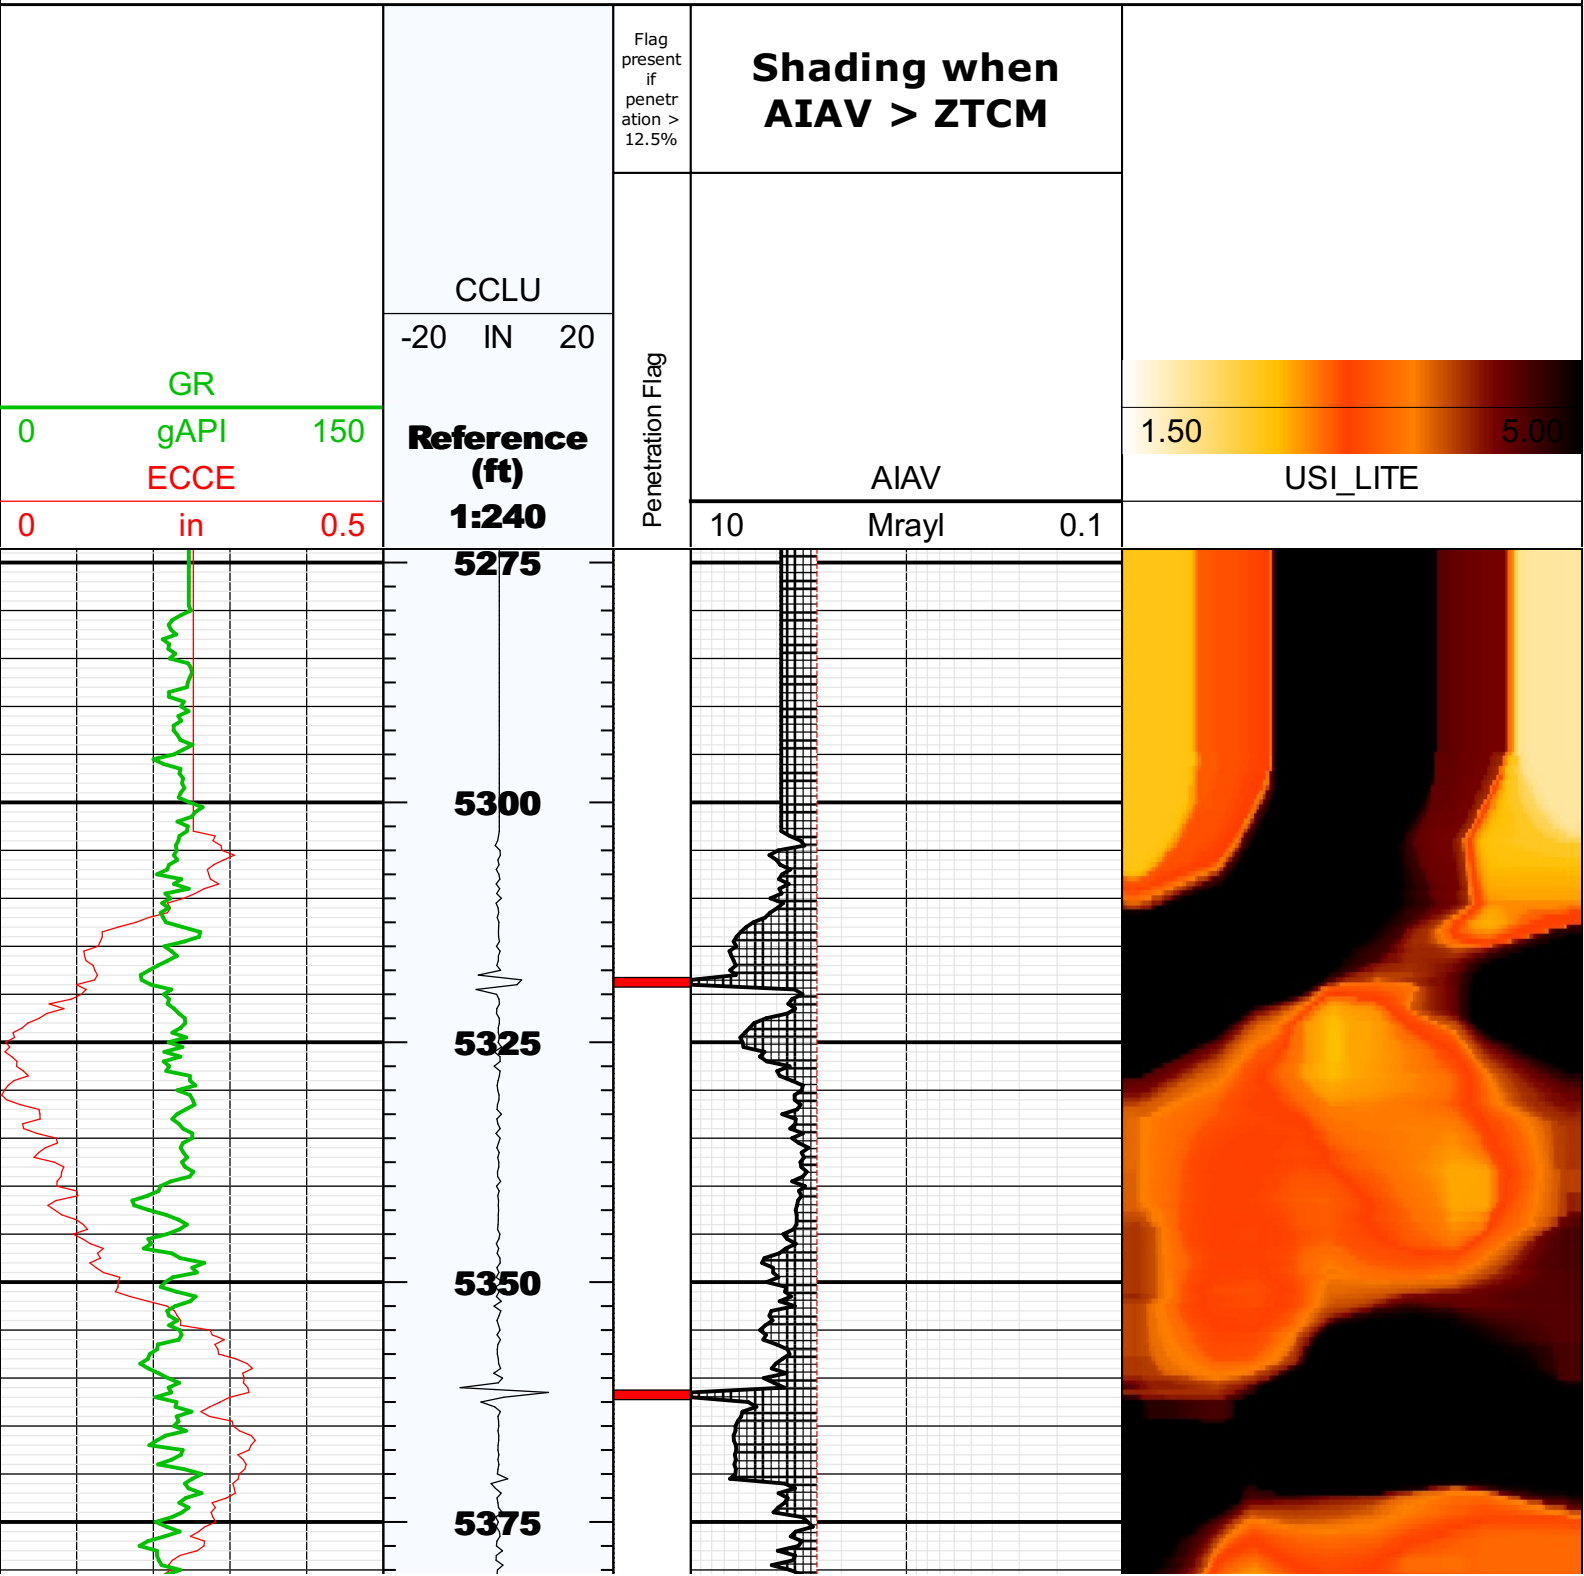 Flag
present
if
penetr
ation >
12.5%
Shading when
AIAV > ZTCM
CCLU
-20 IN 20
GR
0 gAPI 150
ECCE
0 in 0.5
Reference
(ft)
1:240
Penetration Flag
AIAV
10 Mrayl 0.1
1.50 5.00
USI_LITE
5275
5300
5325
5350
5375